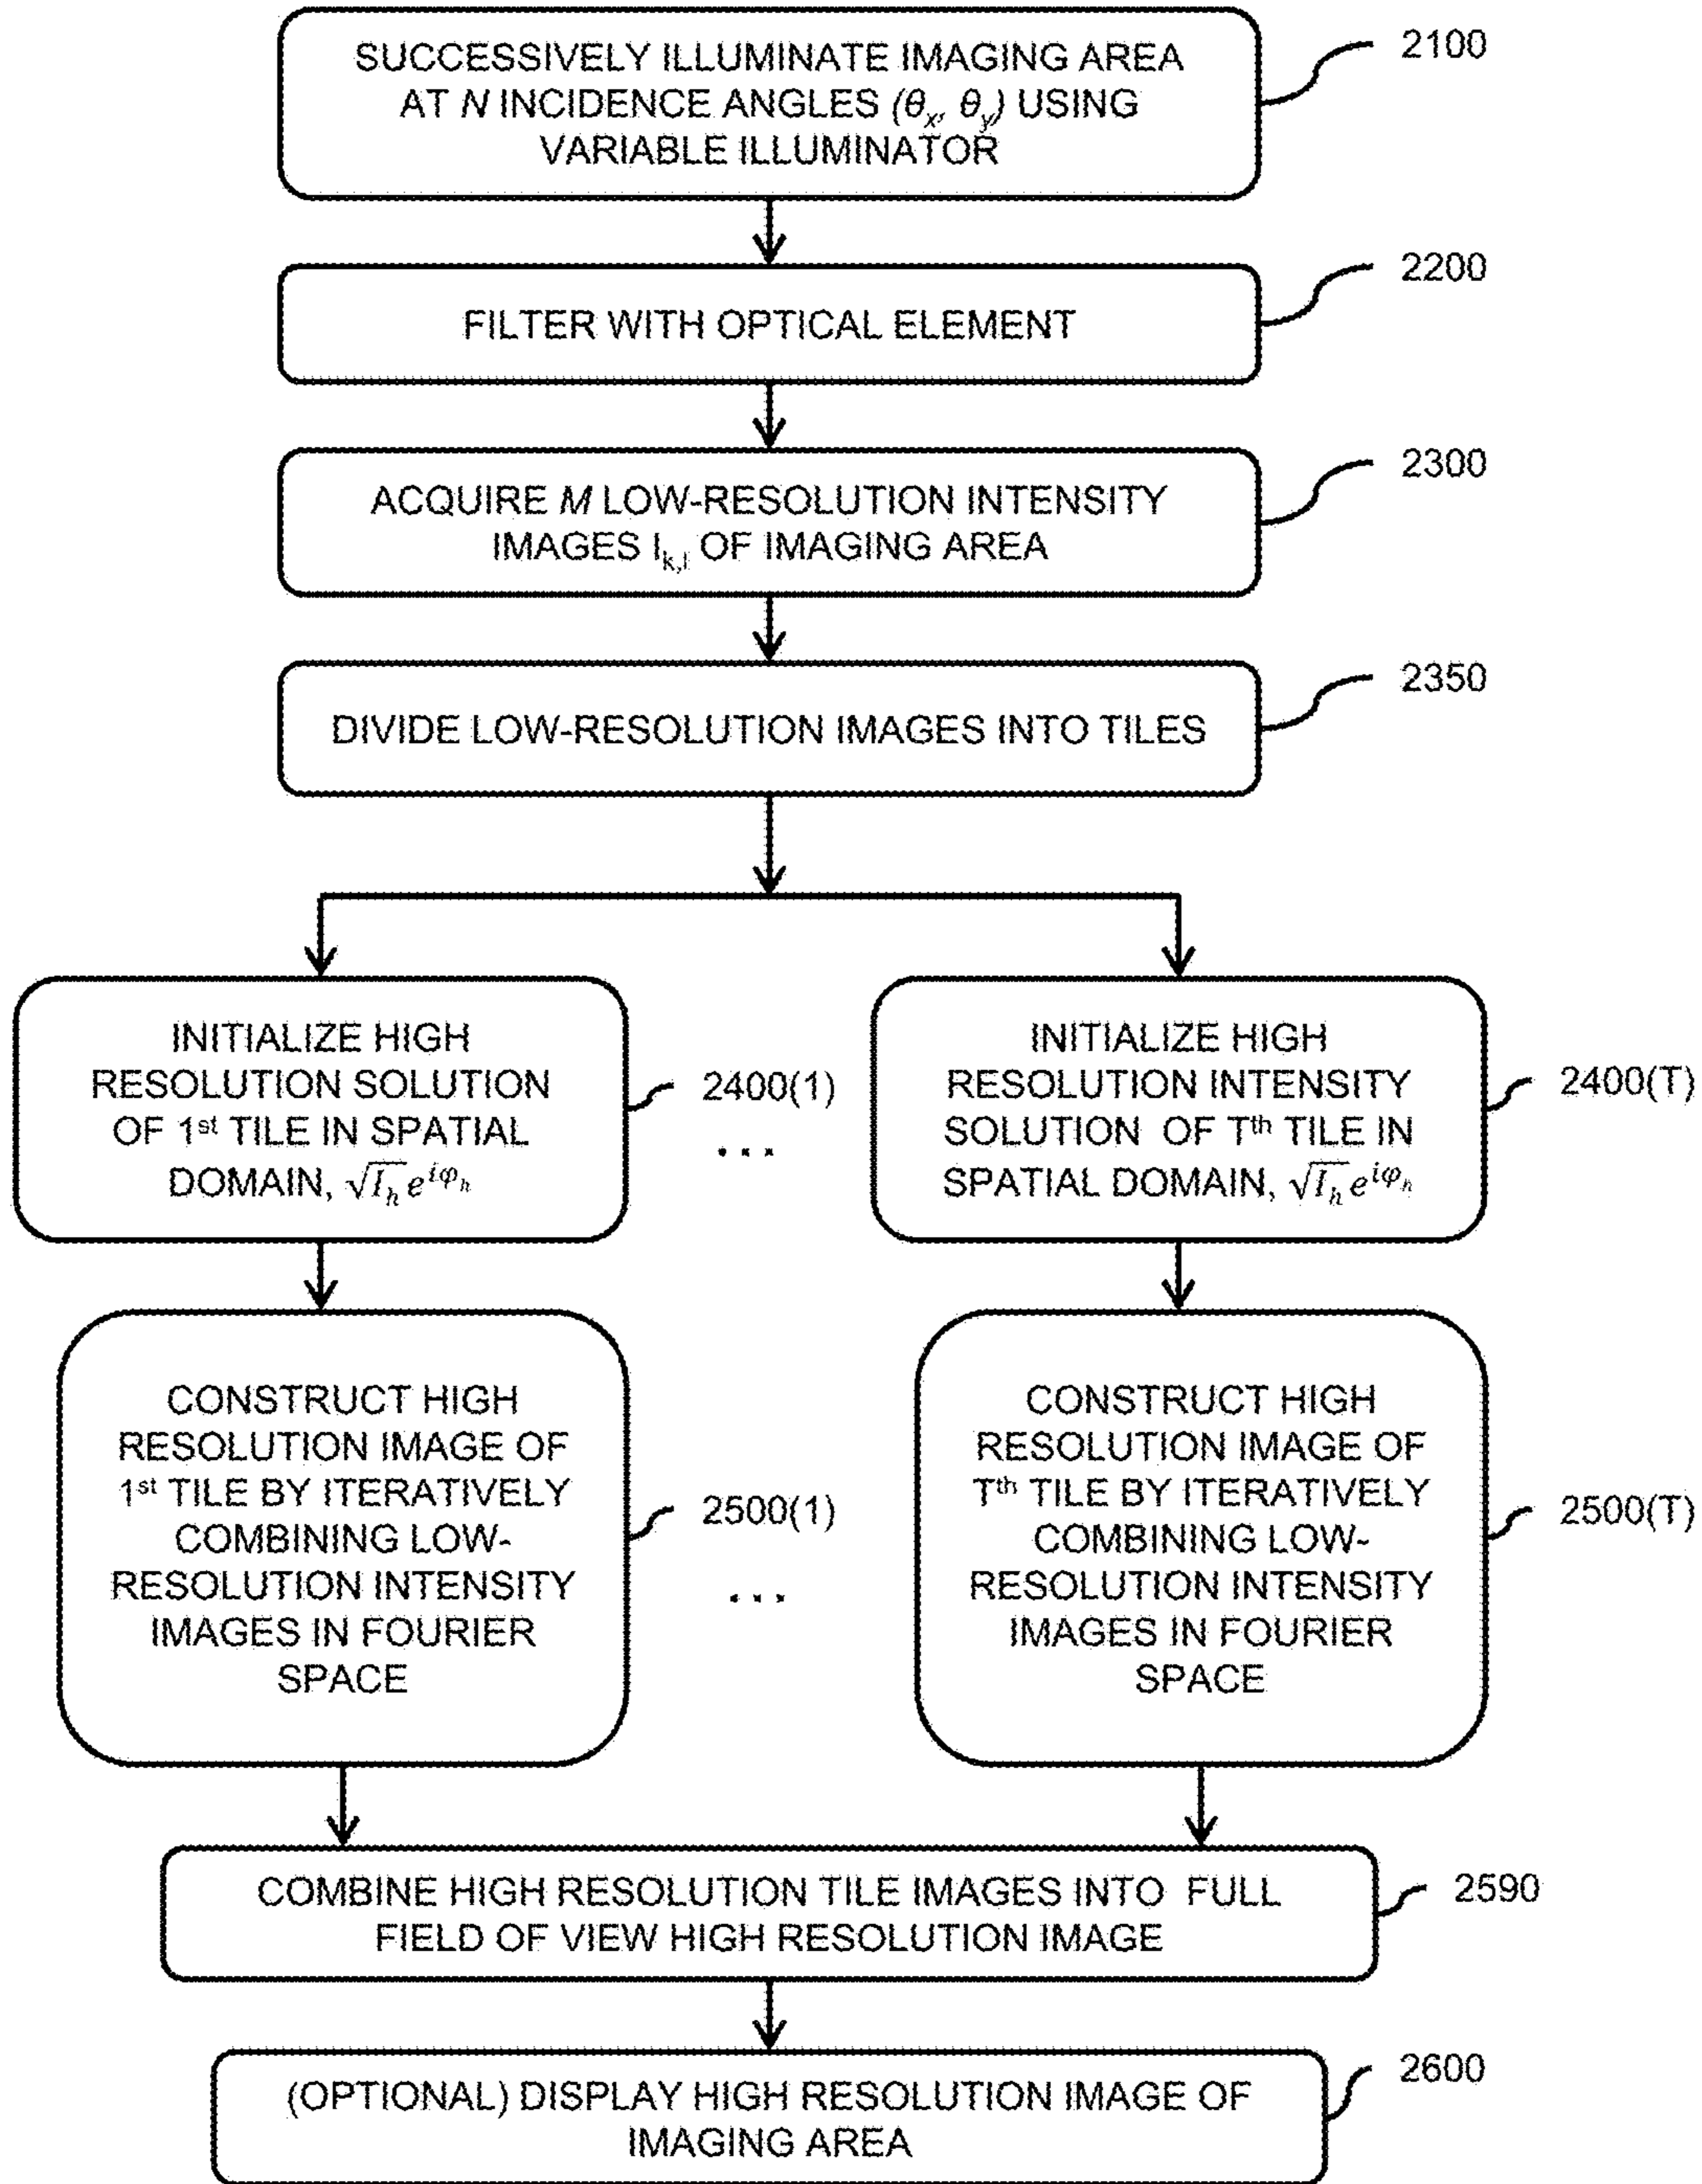 SUCCESSIVELY ILLUMINATE IMAGING AREA
AT N INCIDENCE ANGLES (θx, θy) USING
VARIABLE ILLUMINATOR
2100
FILTER WITH OPTICAL ELEMENT
2200
ACQUIRE M LOW-RESOLUTION INTENSITY
IMAGES Ik,l OF IMAGING AREA
2300
DIVIDE LOW-RESOLUTION IMAGES INTO TILES
2350
INITIALIZE HIGH
RESOLUTION SOLUTION
OF 1st TILE IN SPATIAL
DOMAIN, √Ih e^iφh
2400(1)
...
INITIALIZE HIGH
RESOLUTION INTENSITY
SOLUTION OF Tth TILE IN
SPATIAL DOMAIN, √Ih e^iφh
2400(T)
CONSTRUCT HIGH
RESOLUTION IMAGE OF
1st TILE BY ITERATIVELY
COMBINING LOW-
RESOLUTION INTENSITY
IMAGES IN FOURIER
SPACE
2500(1)
...
CONSTRUCT HIGH
RESOLUTION IMAGE OF
Tth TILE BY ITERATIVELY
COMBINING LOW-
RESOLUTION INTENSITY
IMAGES IN FOURIER
SPACE
2500(T)
COMBINE HIGH RESOLUTION TILE IMAGES INTO FULL
FIELD OF VIEW HIGH RESOLUTION IMAGE
2590
(OPTIONAL) DISPLAY HIGH RESOLUTION IMAGE OF
IMAGING AREA
2600